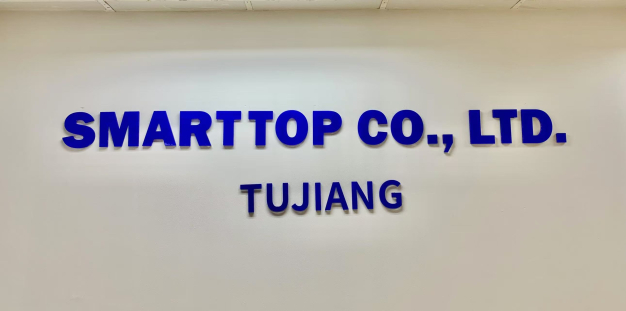 SMARTTOP CO., LTD.
TUJIANG